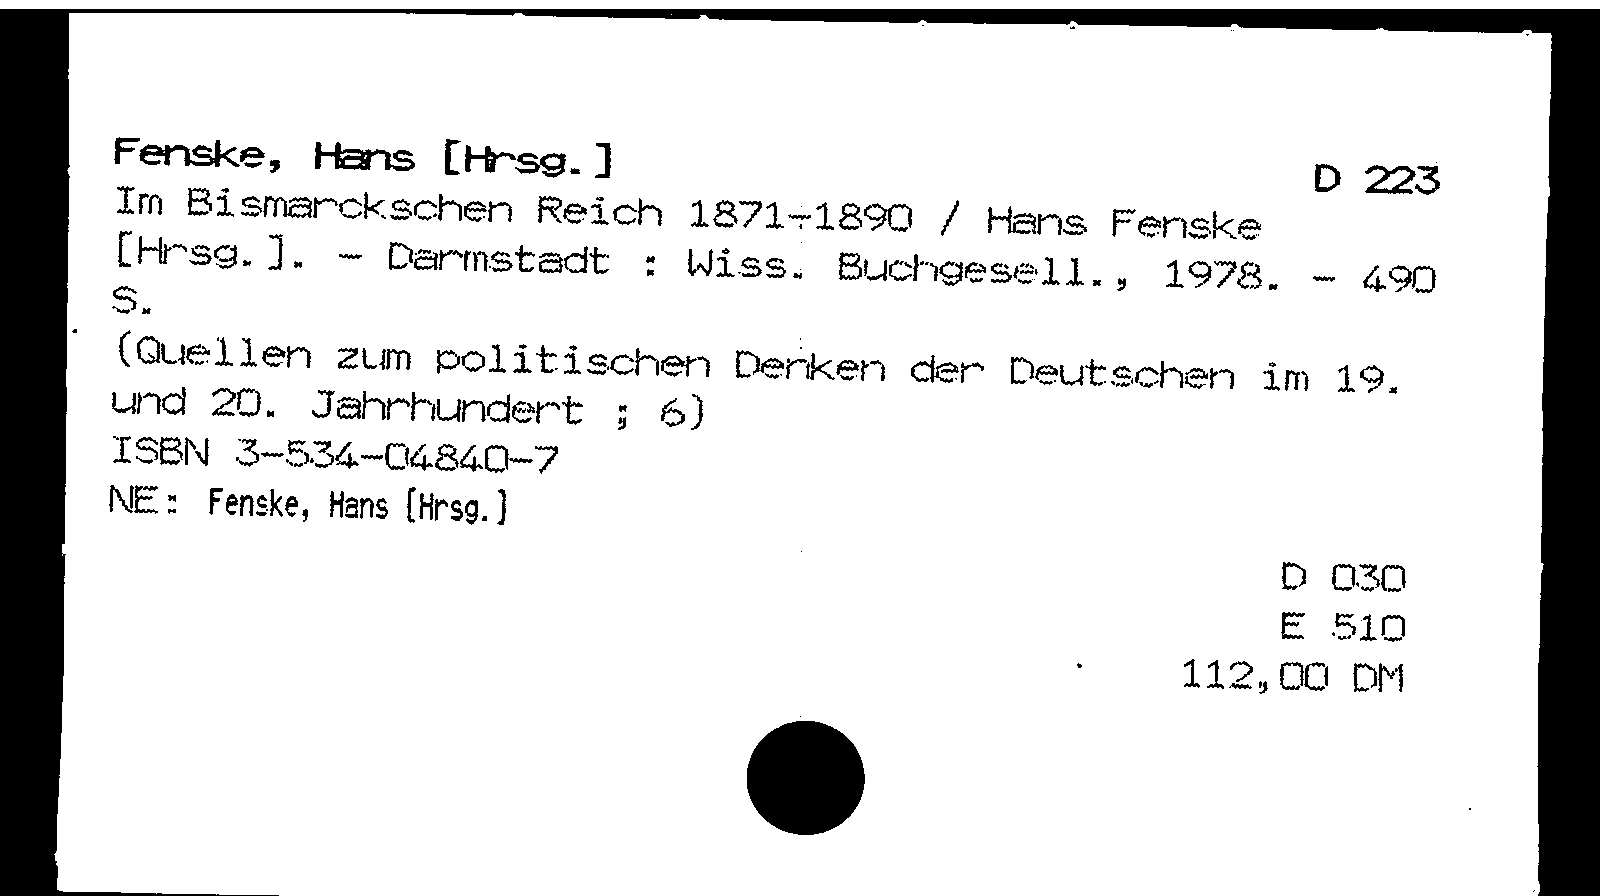 Fenske, Hans [Hrsg.]
D 223
Im Bismarckschen Reich 1871-1890 / Hans Fenske
[Hrsg.]. - Darmstadt : Wiss. Buchgesell., 1978. - 490
S.
(Quellen zum politischen Denken der Deutschen im 19.
und 20. Jahrhundert ; 6)
ISBN 3-534-04840-7
NE: Fenske, Hans [Hrsg.]
D 030
E 510
112,00 DM